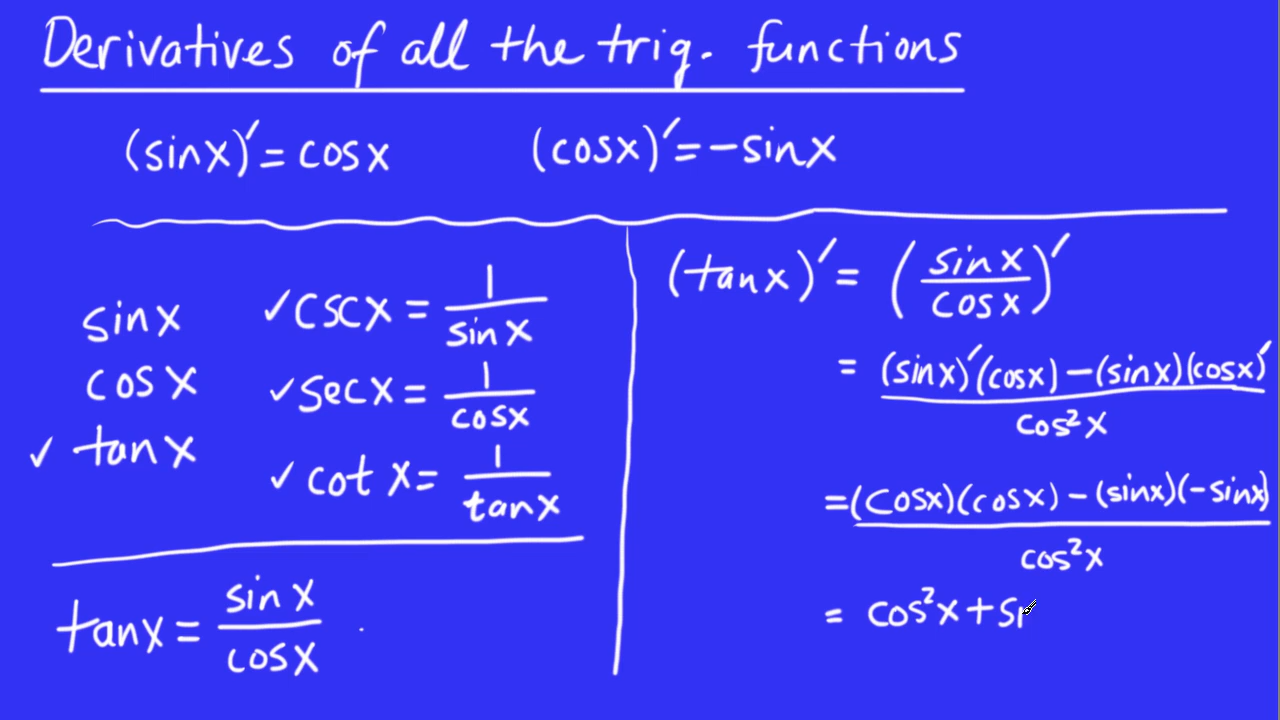 Derivatives of all the trig. functions
(sinx)′= cosx (cosx)′=-sinx
sinx ✓cscx = 1/sinx
cosx ✓secx = 1/cosx
✓ tanx ✓cotx = 1/tanx
tanx = sinx/cosx .
(tanx)′ = (sinx/cosx)′
= (sinx)′(cosx) - (sinx)(cosx)′/cos²x
=(cosx)(cosx) - (sinx)(-sinx)/cos²x
= cos²x + si